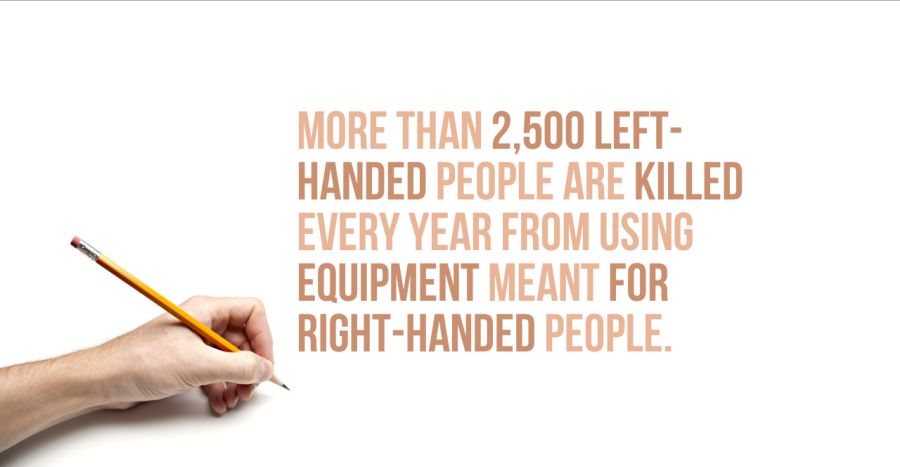 MORE THAN 2,500 LEFT-
HANDED PEOPLE ARE KILLED
EVERY YEAR FROM USING
EQUIPMENT MEANT FOR
RIGHT-HANDED PEOPLE.